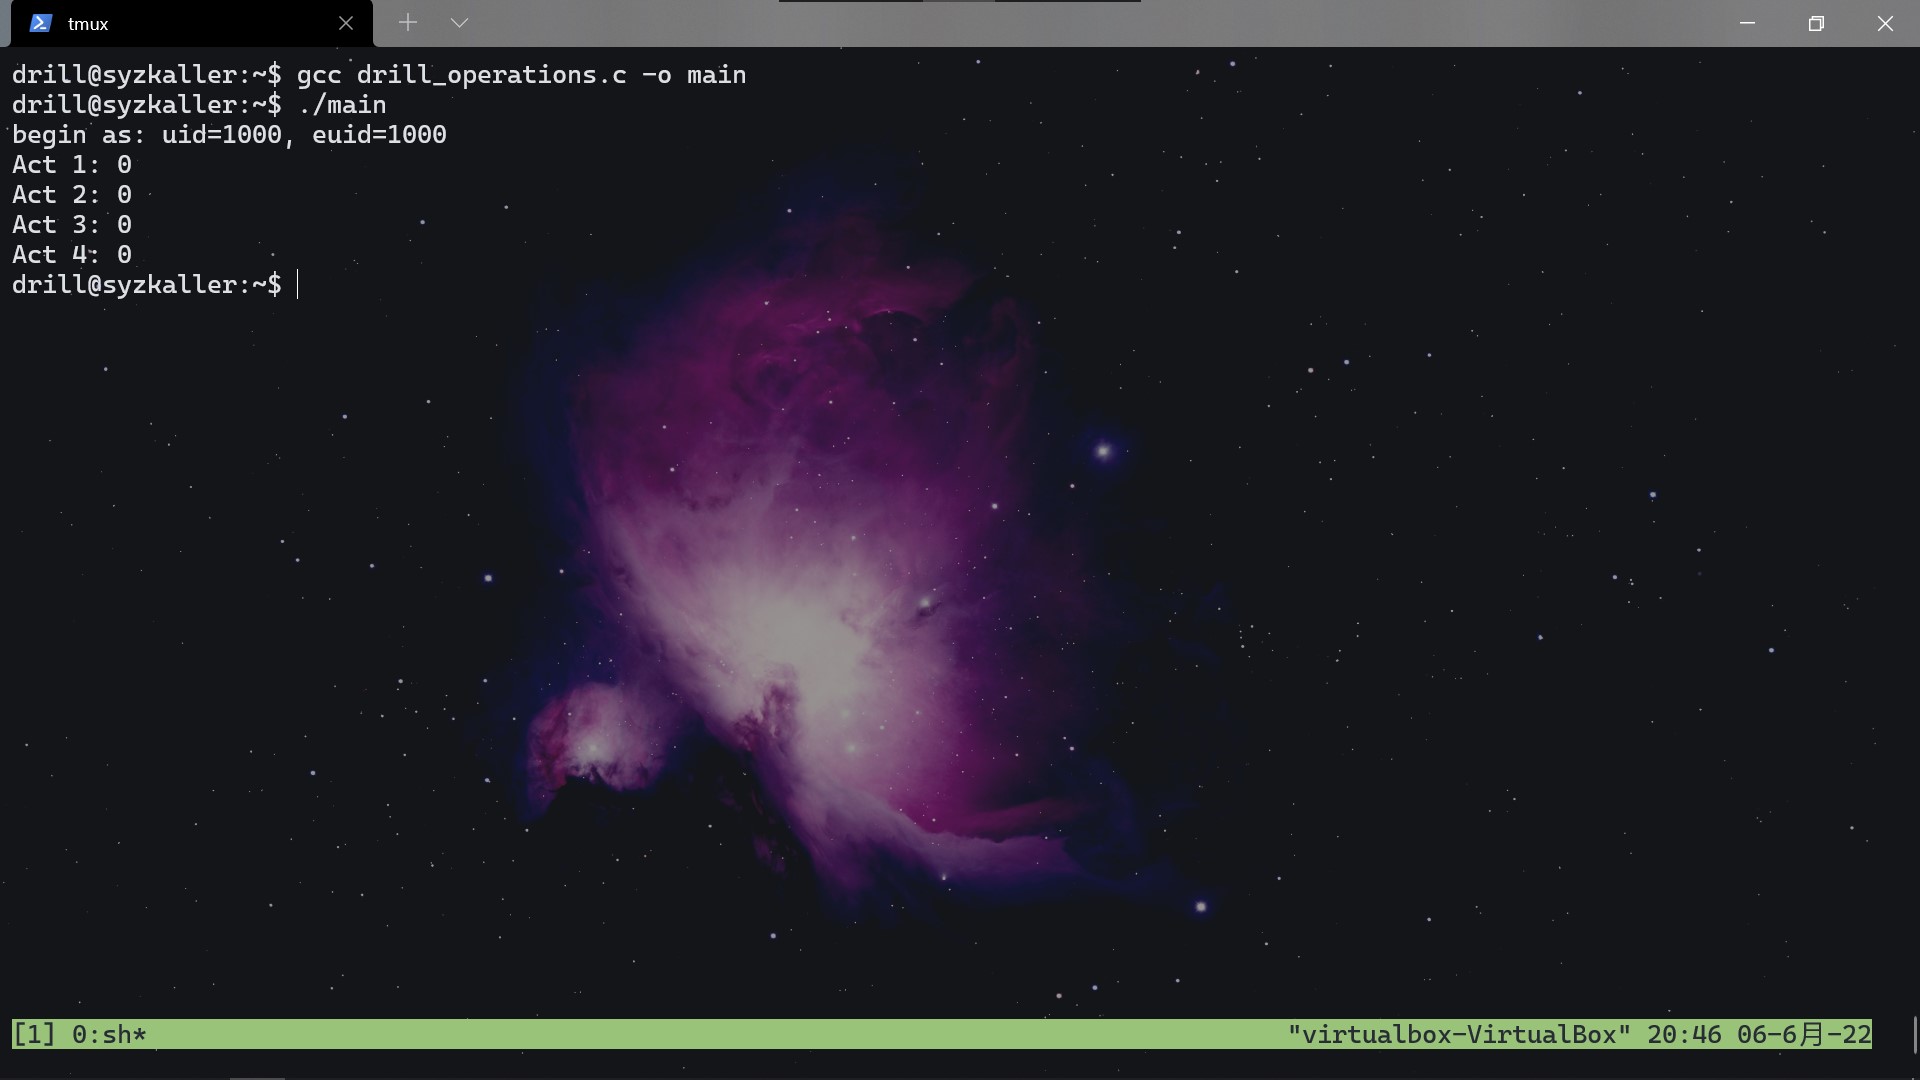 tmux
drill@syzkaller:~$ gcc drill_operations.c -o main
drill@syzkaller:~$ ./main
begin as: uid=1000, euid=1000
Act 1: 0
Act 2: 0
Act 3: 0
Act 4: 0
drill@syzkaller:~$
[1] 0:sh* "virtualbox-VirtualBox" 20:46 06-6月-22